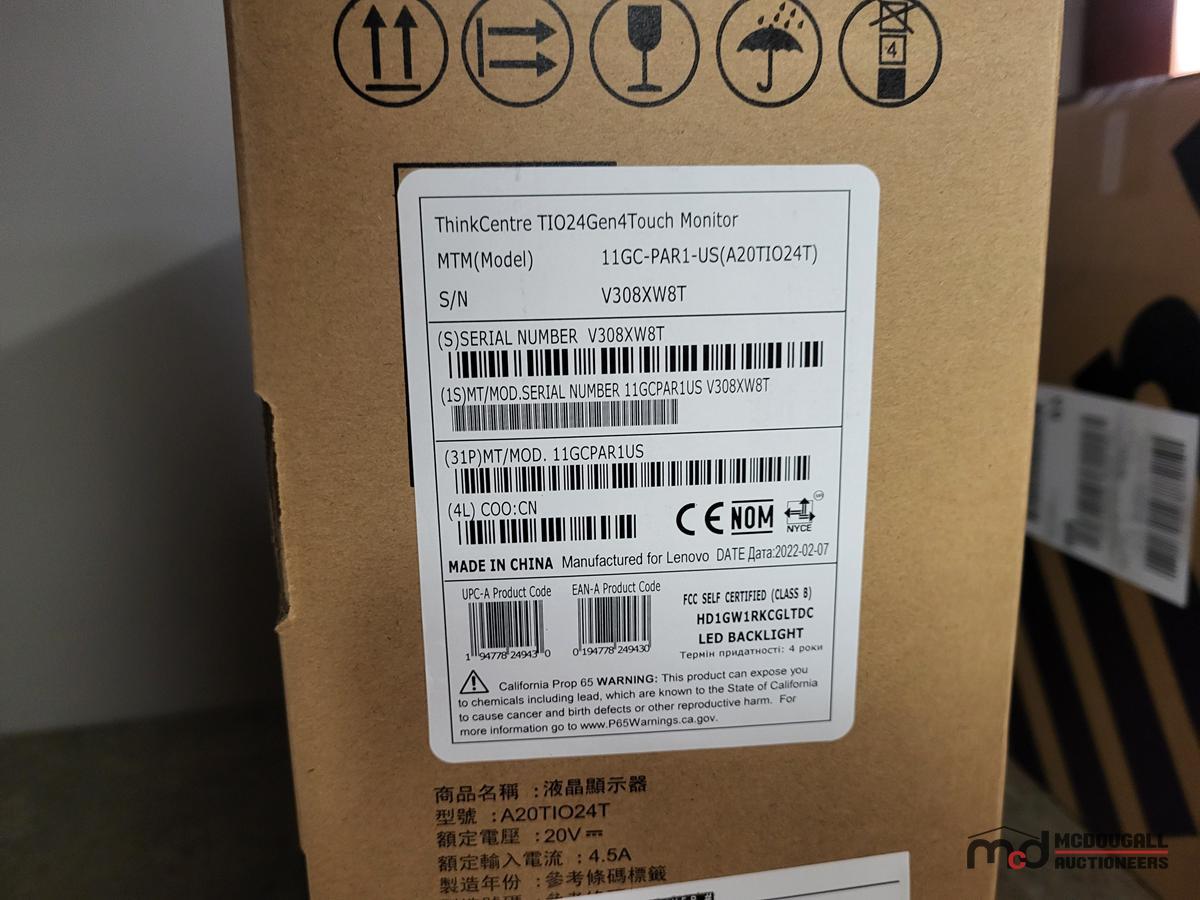 4
ThinkCentre TIO24Gen4Touch Monitor
MTM(Model) 11GC-PAR1-US(A20TIO24T)
S/N V308XW8T
(S)SERIAL NUMBER V308XW8T
(1S)MT/MOD.SERIAL NUMBER 11GCPAR1US V308XW8T
(31P)MT/MOD. 11GCPAR1US
(4L) COO:CN
CE NOM NYCE
MADE IN CHINA Manufactured for Lenovo DATE Дата:2022-02-07
UPC-A Product Code EAN-A Product Code
1 94778 24943 0 0 194778 249430
FCC SELF CERTIFIED (CLASS B)
HD1GW1RKCGLTDC
LED BACKLIGHT
Термін придатності: 4 роки
California Prop 65 WARNING: This product can expose you
to chemicals including lead, which are known to the State of California
to cause cancer and birth defects or other reproductive harm. For
more information go to www.P65Warnings.ca.gov.
商品名稱 :液晶顯示器
型號 :A20TIO24T
額定電壓 :20V⎓
額定輸入電流 : 4.5A
製造年份 :參考條碼標籤
mcd MCDOUGALL
AUCTIONEERS